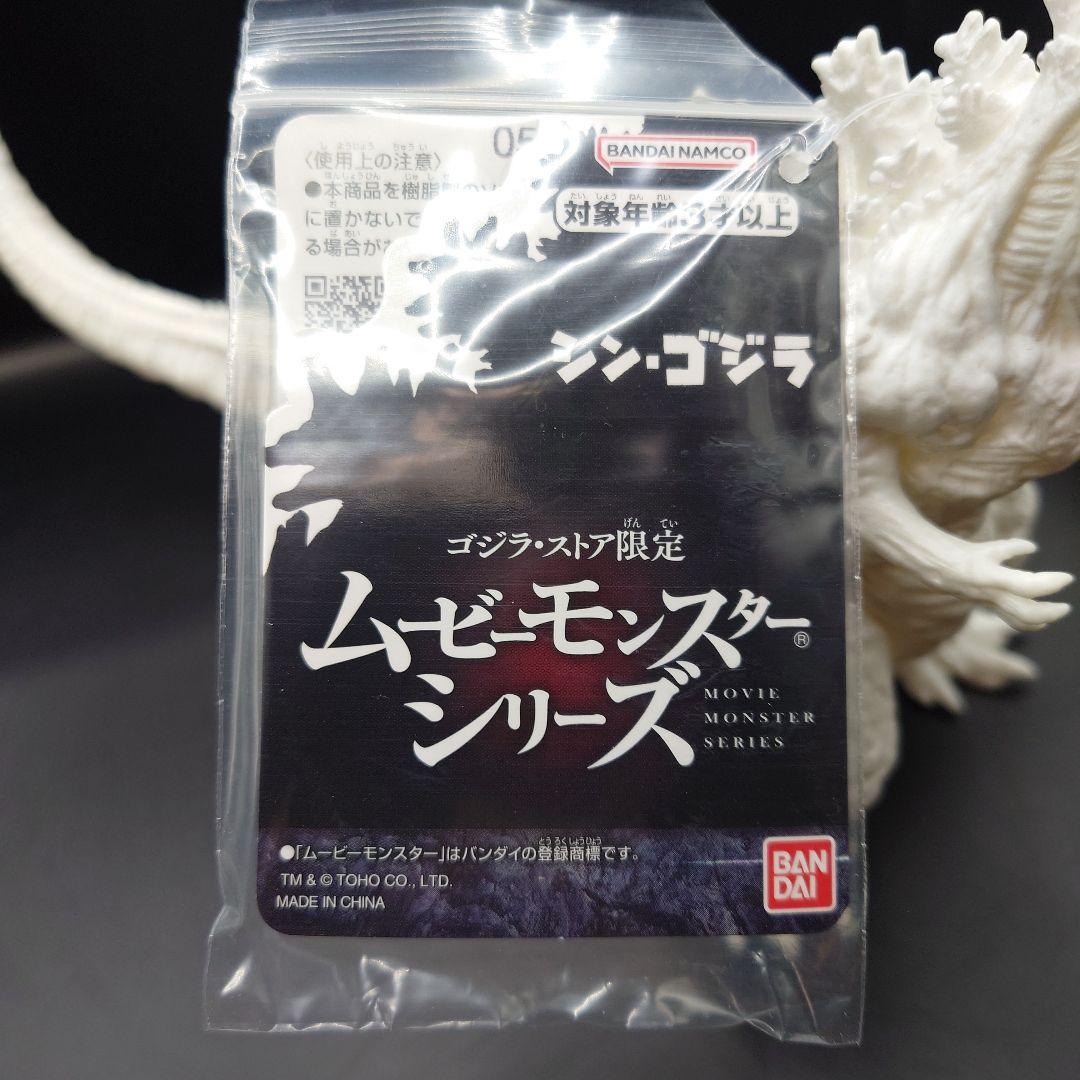 〈使用上の注意〉
●本商品を樹脂
に置かないで
る場合が
05
BANDAI NAMCO
対象年齢3才以上
シン・ゴジラ
ゴジラ・ストア限定
ムービーモンスター®
シリーズ
MOVIE
MONSTER
SERIES
●「ムービーモンスター」はバンダイの登録商標です。
TM & © TOHO CO., LTD.
MADE IN CHINA
BAN
DAI